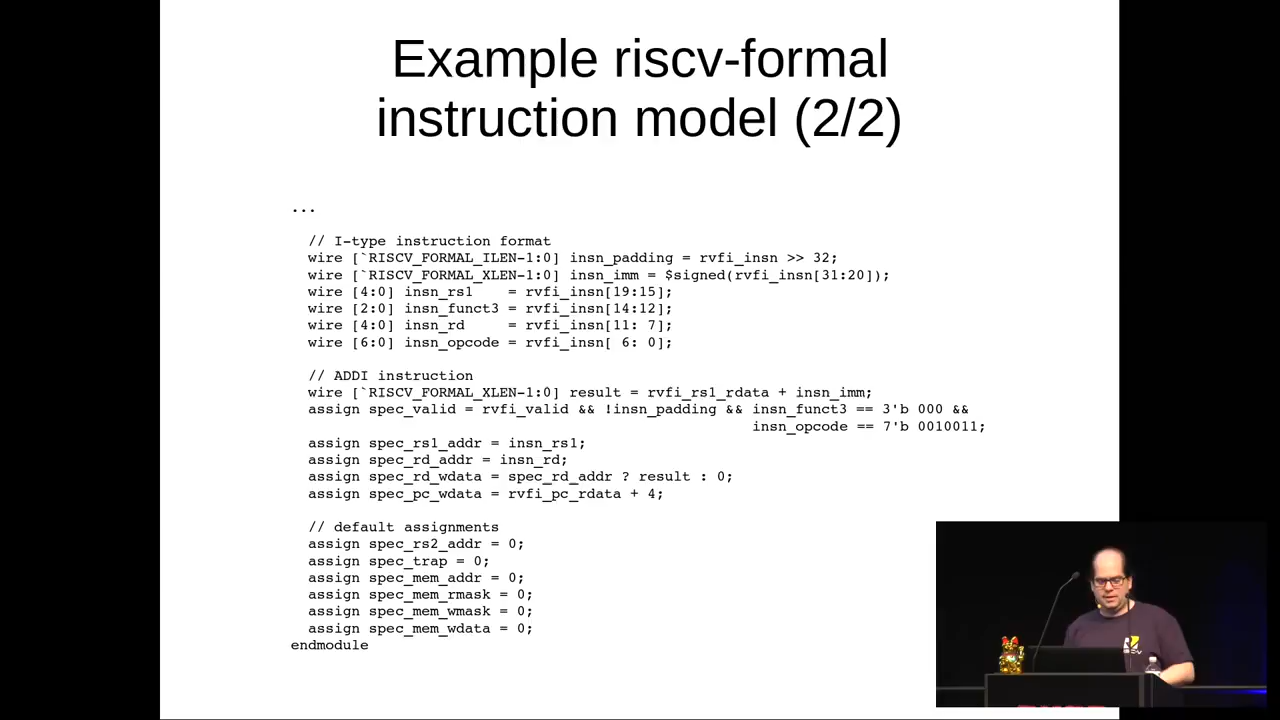 Example riscv-formal
instruction model (2/2)
...
// I-type instruction format
wire [`RISCV_FORMAL_ILEN-1:0] insn_padding = rvfi_insn >> 32;
wire [`RISCV_FORMAL_XLEN-1:0] insn_imm = $signed(rvfi_insn[31:20]);
wire [4:0] insn_rs1    = rvfi_insn[19:15];
wire [2:0] insn_funct3 = rvfi_insn[14:12];
wire [4:0] insn_rd     = rvfi_insn[11: 7];
wire [6:0] insn_opcode = rvfi_insn[ 6: 0];
// ADDI instruction
wire [`RISCV_FORMAL_XLEN-1:0] result = rvfi_rs1_rdata + insn_imm;
assign spec_valid = rvfi_valid && !insn_padding && insn_funct3 == 3'b 000 &&
insn_opcode == 7'b 0010011;
assign spec_rs1_addr = insn_rs1;
assign spec_rd_addr = insn_rd;
assign spec_rd_wdata = spec_rd_addr ? result : 0;
assign spec_pc_wdata = rvfi_pc_rdata + 4;
// default assignments
assign spec_rs2_addr = 0;
assign spec_trap = 0;
assign spec_mem_addr = 0;
assign spec_mem_rmask = 0;
assign spec_mem_wmask = 0;
assign spec_mem_wdata = 0;
endmodule